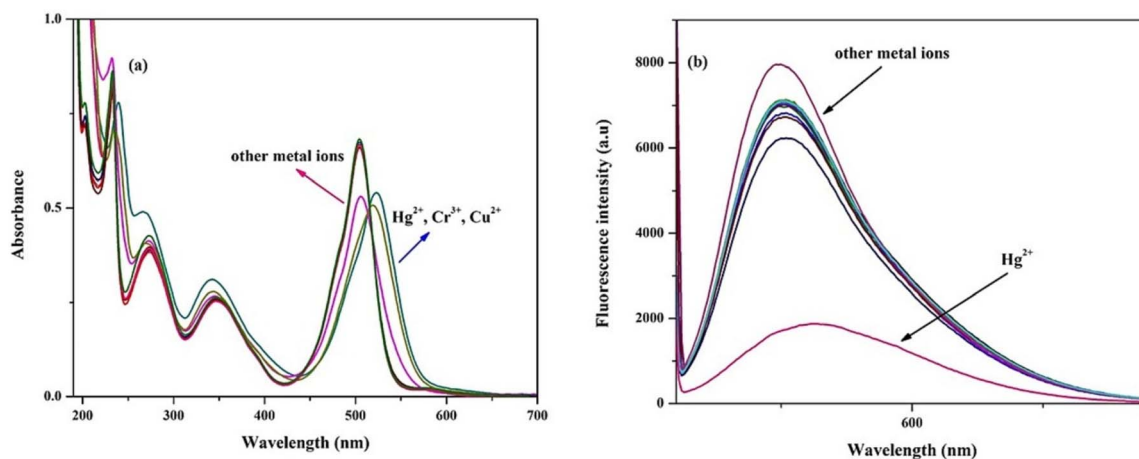 (a)
other metal ions
Hg²⁺, Cr³⁺, Cu²⁺
Absorbance
1.0
0.5
0.0
200
300
400
500
600
700
Wavelength (nm)
(b)
other metal ions
Hg²⁺
Fluorescence intensity (a.u)
8000
6000
4000
2000
0
600
Wavelength (nm)